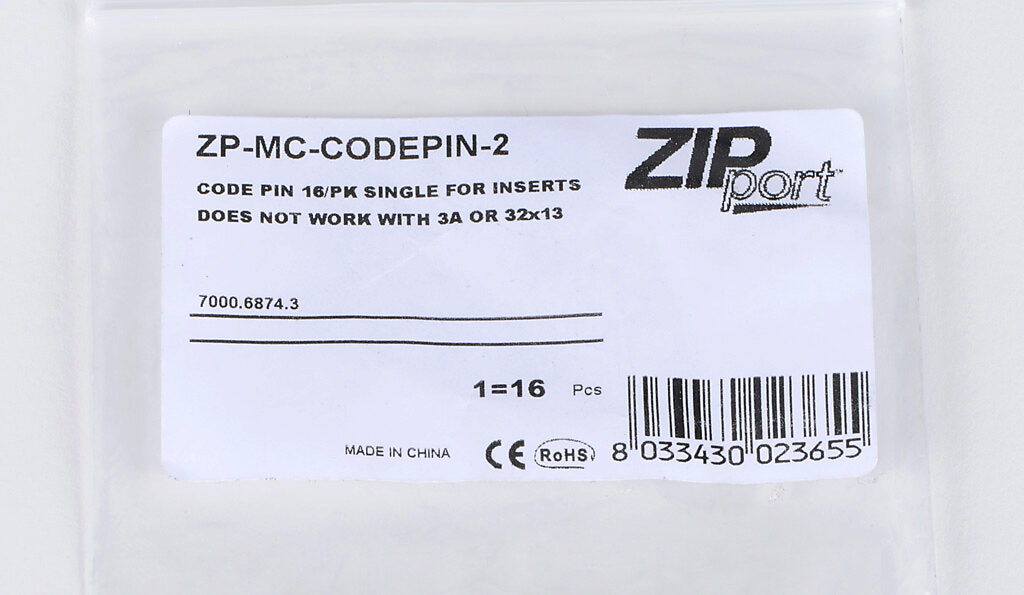 ZP-MC-CODEPIN-2
ZIPport™
CODE PIN 16/PK SINGLE FOR INSERTS
DOES NOT WORK WITH 3A OR 32x13
7000.6874.3
1=16 Pcs
MADE IN CHINA CE RoHS
8 033430 023655